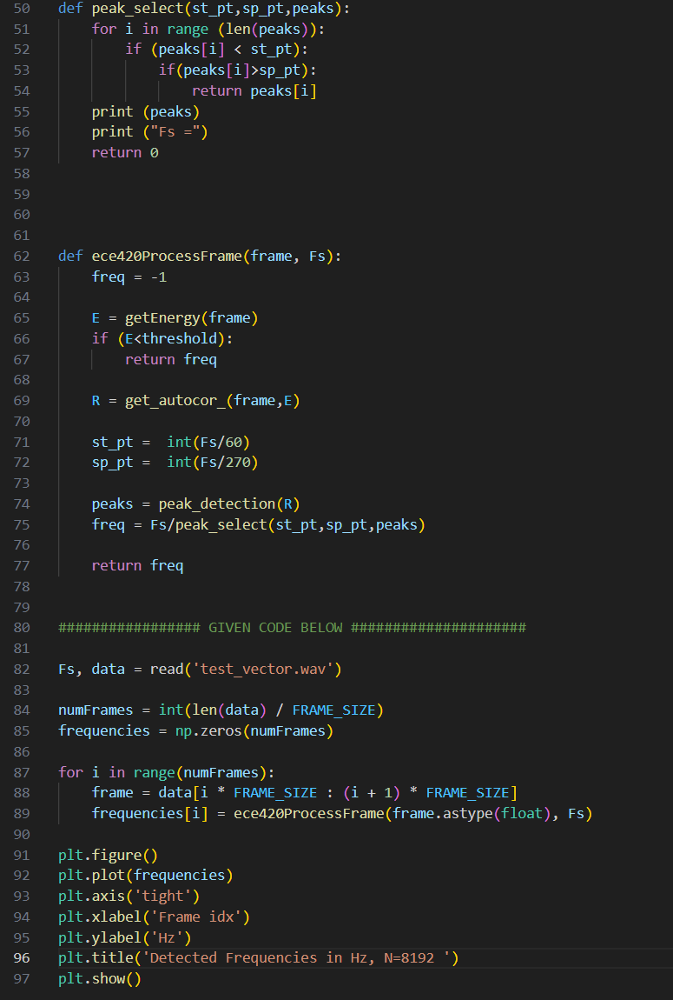 50 def peak_select(st_pt,sp_pt,peaks):
51     for i in range (len(peaks)):
52         if (peaks[i] < st_pt):
53             if(peaks[i]>sp_pt):
54                 return peaks[i]
55     print (peaks)
56     print ("Fs =")
57     return 0
58
59
60
61
62 def ece420ProcessFrame(frame, Fs):
63     freq = -1
64
65     E = getEnergy(frame)
66     if (E<threshold):
67         return freq
68
69     R = get_autocor_(frame,E)
70
71     st_pt =  int(Fs/60)
72     sp_pt =  int(Fs/270)
73
74     peaks = peak_detection(R)
75     freq = Fs/peak_select(st_pt,sp_pt,peaks)
76
77     return freq
78
79
80 ################# GIVEN CODE BELOW #####################
81
82 Fs, data = read('test_vector.wav')
83
84 numFrames = int(len(data) / FRAME_SIZE)
85 frequencies = np.zeros(numFrames)
86
87 for i in range(numFrames):
88     frame = data[i * FRAME_SIZE : (i + 1) * FRAME_SIZE]
89     frequencies[i] = ece420ProcessFrame(frame.astype(float), Fs)
90
91 plt.figure()
92 plt.plot(frequencies)
93 plt.axis('tight')
94 plt.xlabel('Frame idx')
95 plt.ylabel('Hz')
96 plt.title('Detected Frequencies in Hz, N=8192 ')
97 plt.show()